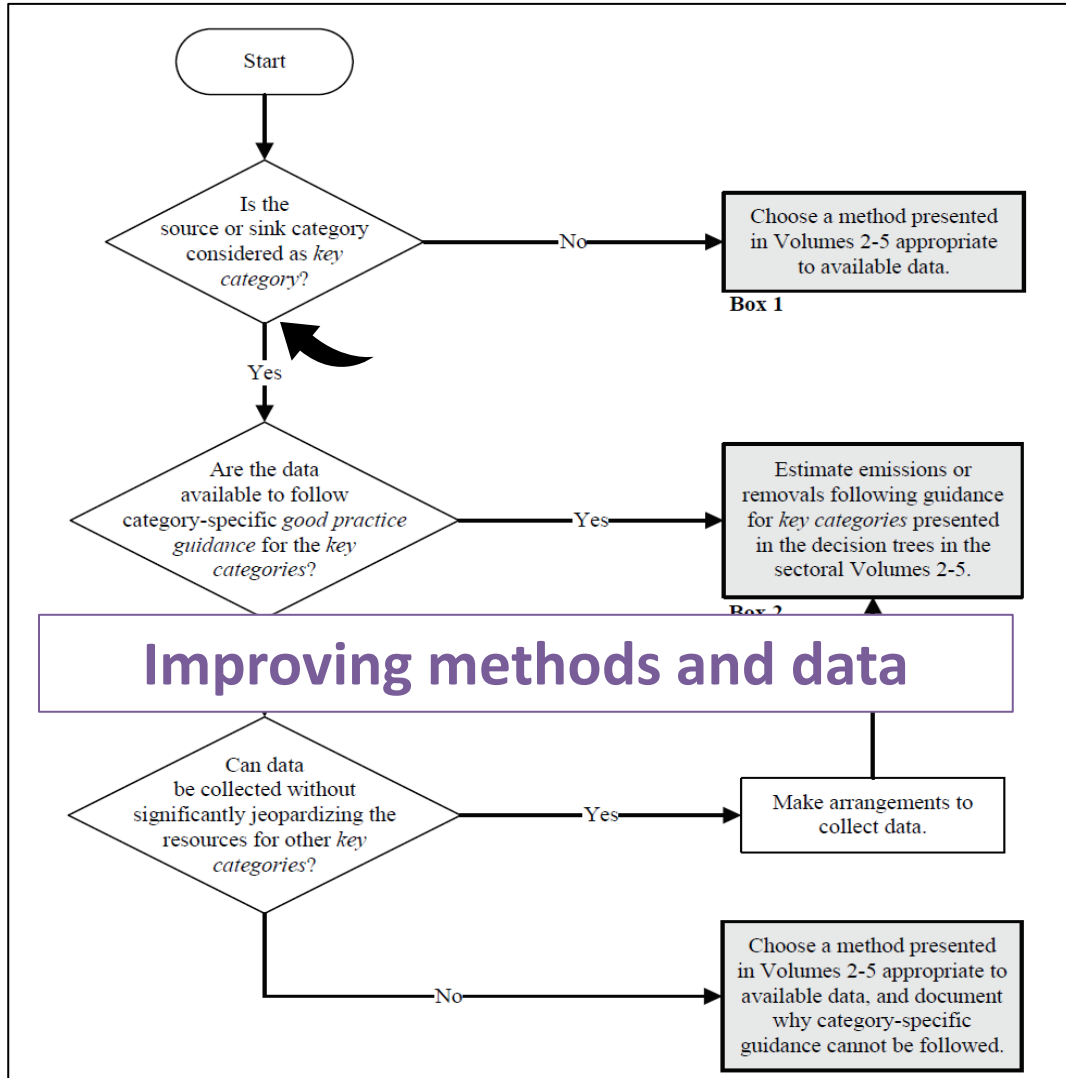 Start
Is the
source or sink category
considered as key
category?
No
Choose a method presented
in Volumes 2-5 appropriate
to available data.
Box 1
Yes
Are the data
available to follow
category-specific good practice
guidance for the key
categories?
Yes
Estimate emissions or
removals following guidance
for key categories presented
in the decision trees in the
sectoral Volumes 2-5.
Box 2
Improving methods and data
Can data
be collected without
significantly jeopardizing the
resources for other key
categories?
Yes
Make arrangements to
collect data.
No
Choose a method presented
in Volumes 2-5 appropriate to
available data, and document
why category-specific
guidance cannot be followed.